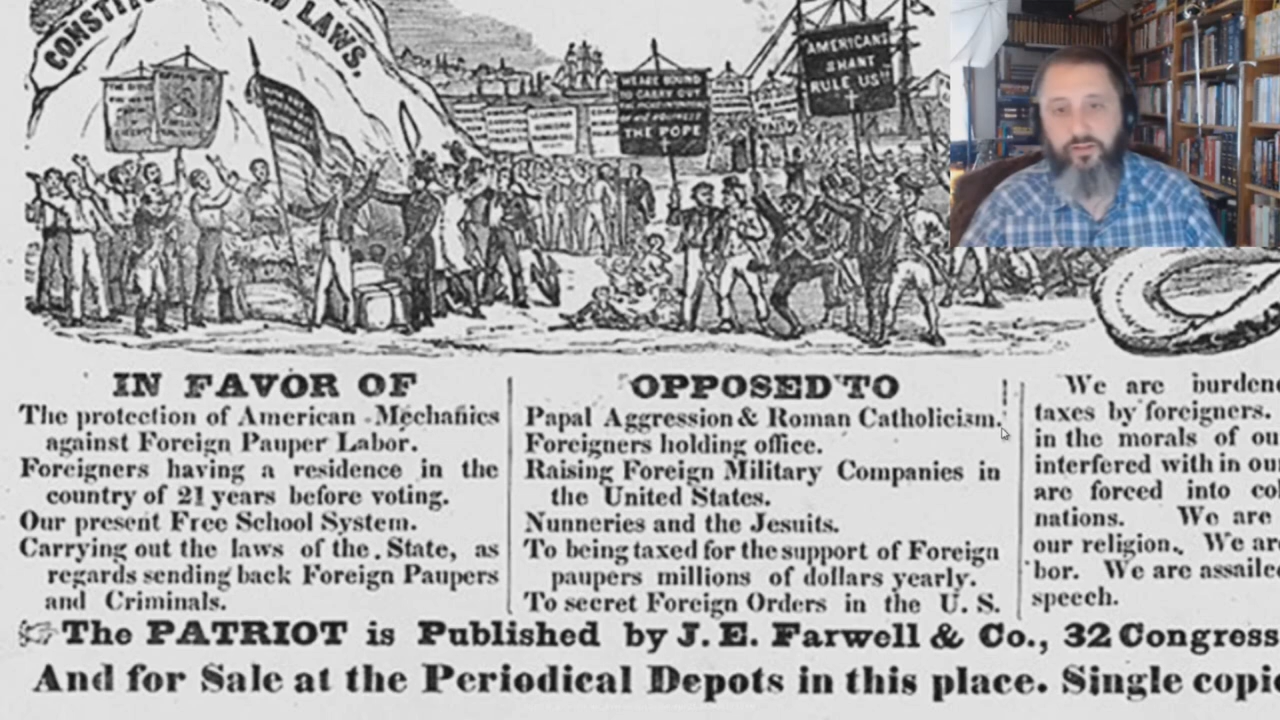 CONSTITU
D LAWS.
AMERICANS
SHANT
RULE US
WE ARE BOUND
TO CARRY OUT
THE POPE
IN FAVOR OF
The protection of American Mechanics
against Foreign Pauper Labor.
Foreigners having a residence in the
country of 21 years before voting.
Our present Free School System.
Carrying out the laws of the State, as
regards sending back Foreign Paupers
and Criminals.
OPPOSED TO
Papal Aggression & Roman Catholicism.
Foreigners holding office.
Raising Foreign Military Companies in
the United States.
Nunneries and the Jesuits.
To being taxed for the support of Foreign
paupers millions of dollars yearly.
To secret Foreign Orders in the U. S.
We are burdene
taxes by foreigners.
in the morals of ou
interfered with in ou
are forced into col
nations. We are
our religion. We ar
bor. We are assaile
speech.
The PATRIOT is Published by J. E. Farwell & Co., 32 Congress
And for Sale at the Periodical Depots in this place. Single copie